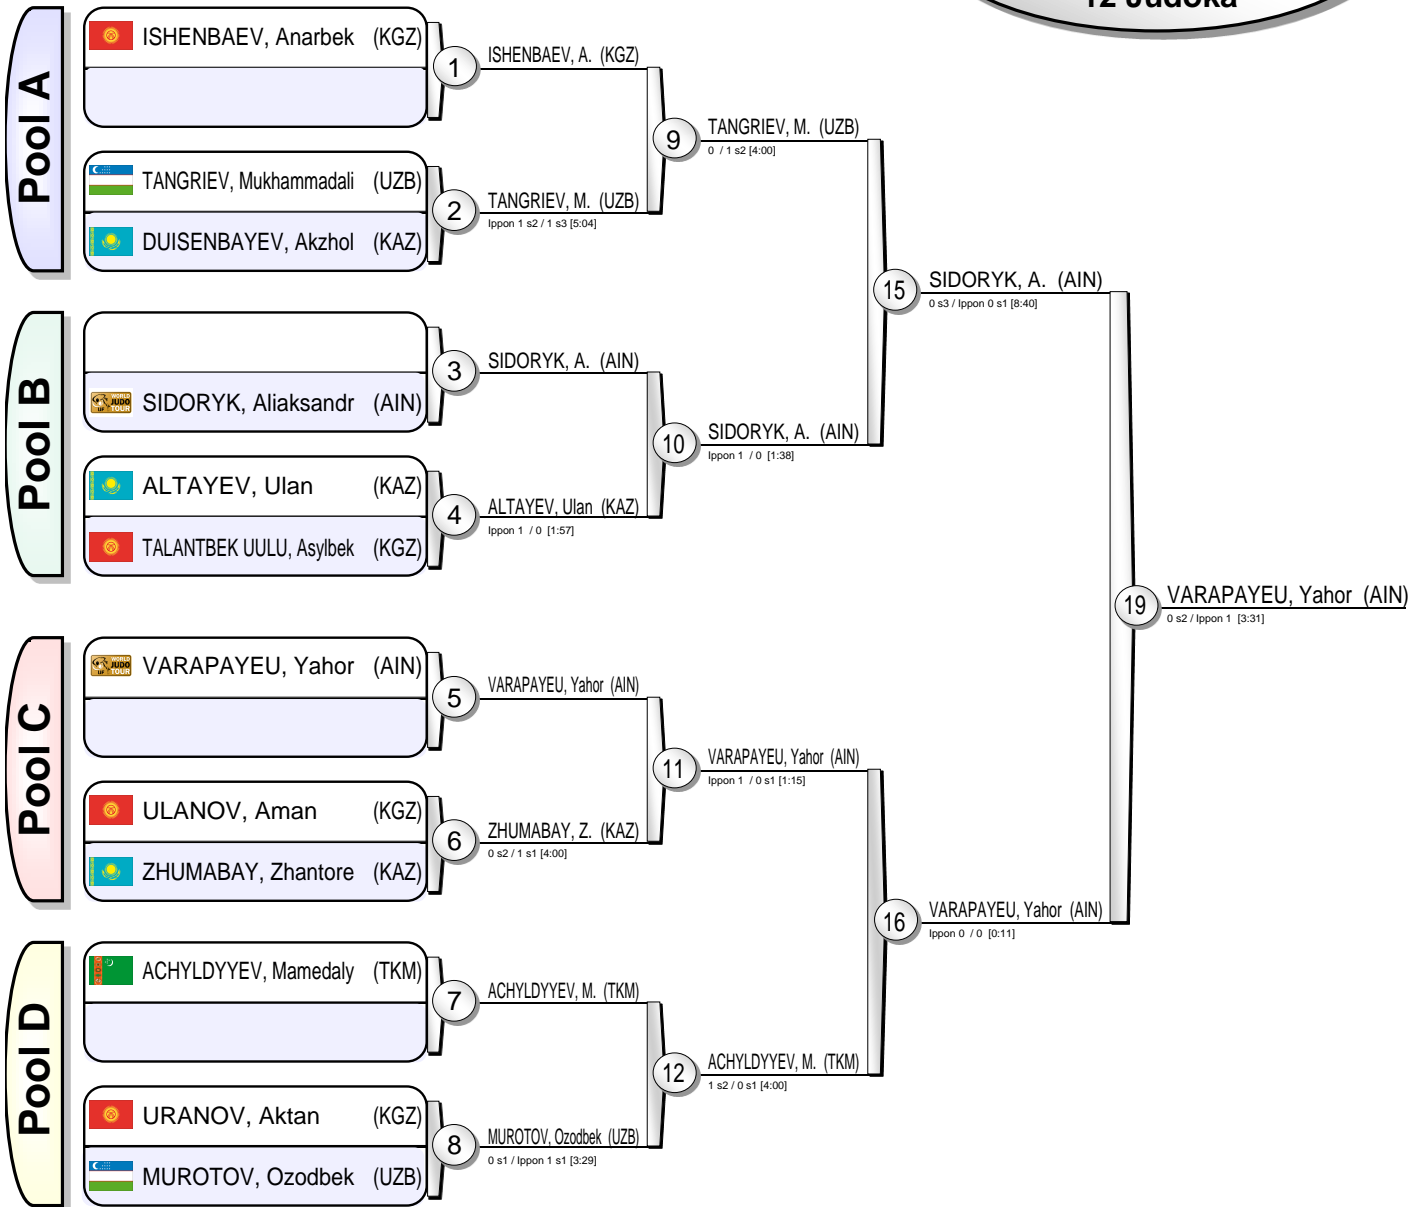 12 Judoka
Pool A
ISHENBAEV, Anarbek (KGZ)
TANGRIEV, Mukhammadali (UZB)
DUISENBAYEV, Akzhol (KAZ)
1
ISHENBAEV, A. (KGZ)
2
TANGRIEV, M. (UZB)
Ippon 1 s2 / 1 s3 [5:04]
9
TANGRIEV, M. (UZB)
0 / 1 s2 [4:00]
Pool B
SIDORYK, Aliaksandr (AIN)
ALTAYEV, Ulan (KAZ)
TALANTBEK UULU, Asylbek (KGZ)
3
SIDORYK, A. (AIN)
4
ALTAYEV, Ulan (KAZ)
Ippon 1 / 0 [1:57]
10
SIDORYK, A. (AIN)
Ippon 1 / 0 [1:38]
15
SIDORYK, A. (AIN)
0 s3 / Ippon 0 s1 [8:40]
Pool C
VARAPAYEU, Yahor (AIN)
ULANOV, Aman (KGZ)
ZHUMABAY, Zhantore (KAZ)
5
VARAPAYEU, Yahor (AIN)
6
ZHUMABAY, Z. (KAZ)
0 s2 / 1 s1 [4:00]
11
VARAPAYEU, Yahor (AIN)
Ippon 1 / 0 s1 [1:15]
Pool D
ACHYLDYYEV, Mamedaly (TKM)
URANOV, Aktan (KGZ)
MUROTOV, Ozodbek (UZB)
7
ACHYLDYYEV, M. (TKM)
8
MUROTOV, Ozodbek (UZB)
0 s1 / Ippon 1 s1 [3:29]
12
ACHYLDYYEV, M. (TKM)
1 s2 / 0 s1 [4:00]
16
VARAPAYEU, Yahor (AIN)
Ippon 0 / 0 [0:11]
19
VARAPAYEU, Yahor (AIN)
0 s2 / Ippon 1 [3:31]
WORLD
JUDO
TOUR
WORLD
JUDO
TOUR